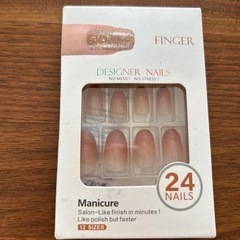 FINGER
DESIGNER NAILS
NO MESS! NO STRESS!
24
NAILS
Manicure
Salon-Like finish in minutes!
Like polish but faster
12 SIZES